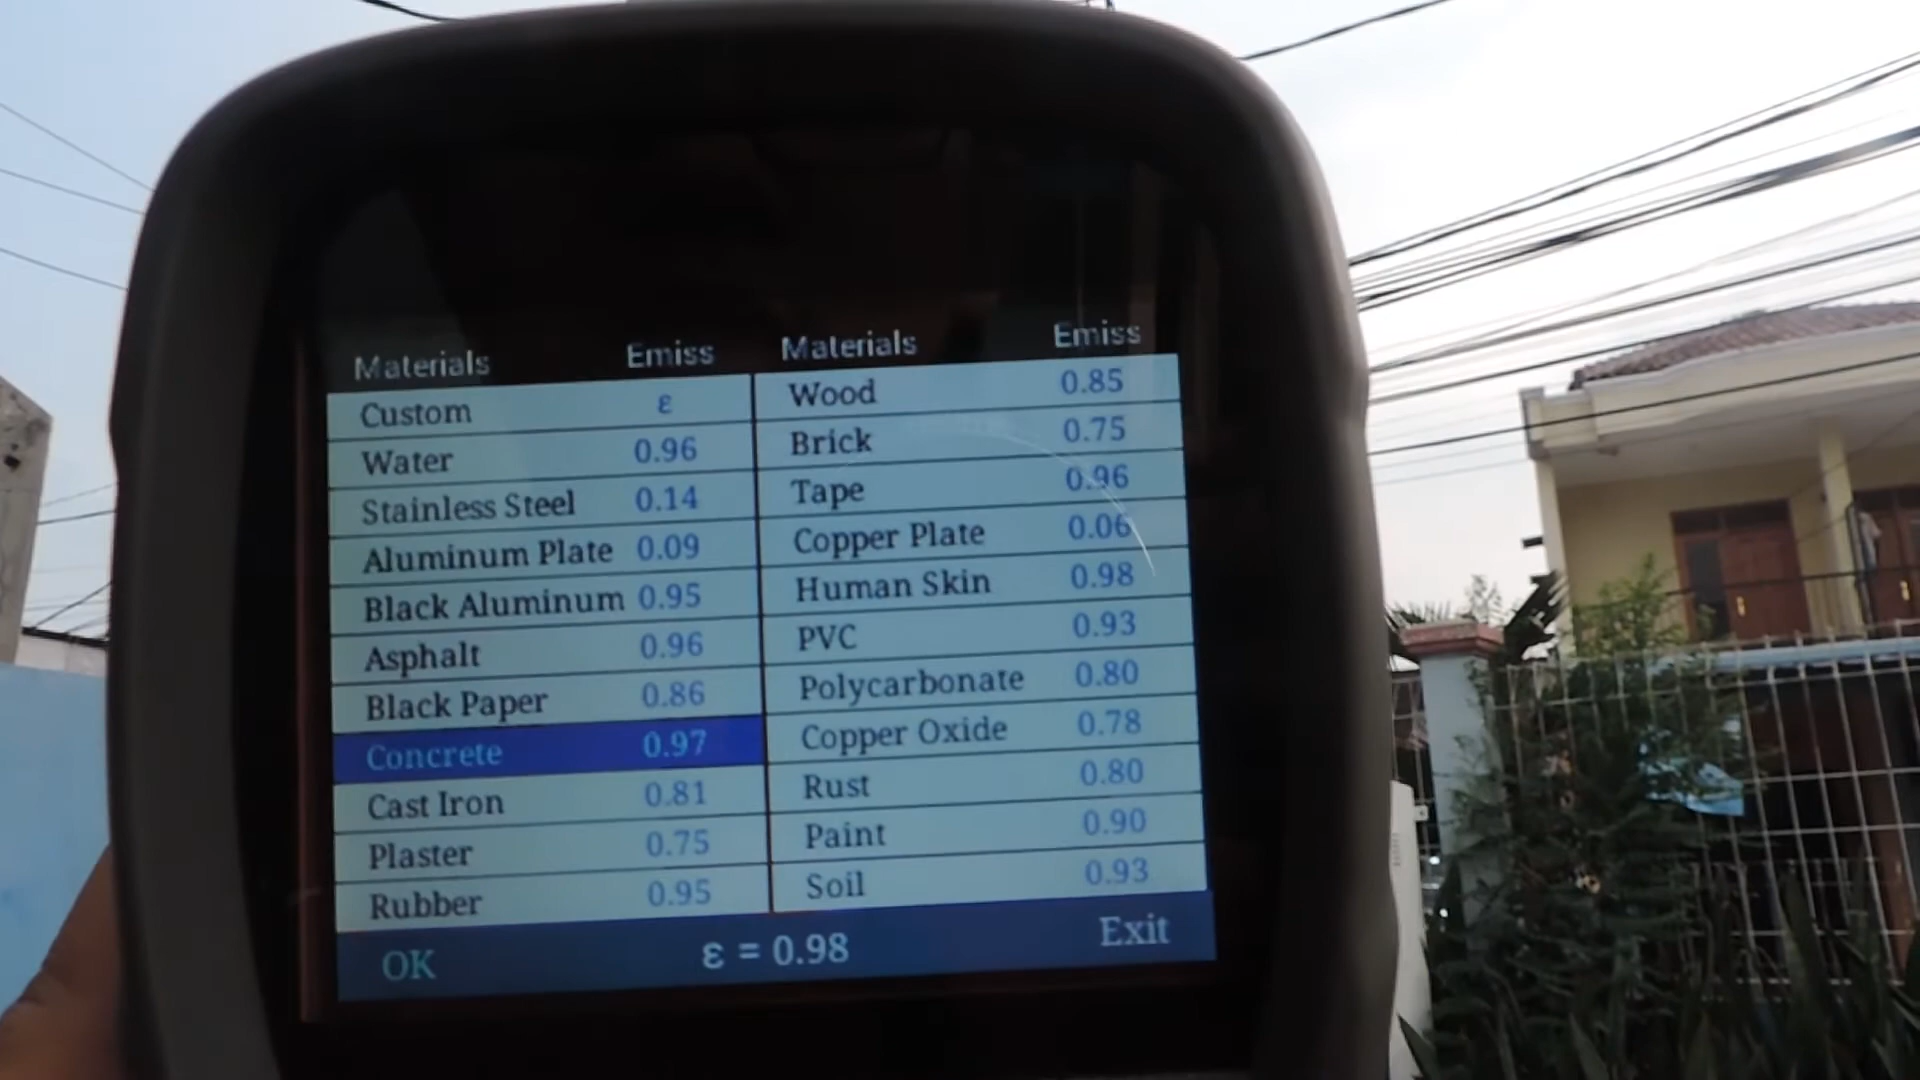 Materials Emiss Materials Emiss
Custom ε Wood 0.85
Water 0.96 Brick 0.75
Stainless Steel 0.14 Tape 0.96
Aluminum Plate 0.09 Copper Plate 0.06
Black Aluminum 0.95 Human Skin 0.98
Asphalt 0.96 PVC 0.93
Black Paper 0.86 Polycarbonate 0.80
Concrete 0.97 Copper Oxide 0.78
Cast Iron 0.81 Rust 0.80
Plaster 0.75 Paint 0.90
Rubber 0.95 Soil 0.93
OK ε = 0.98 Exit